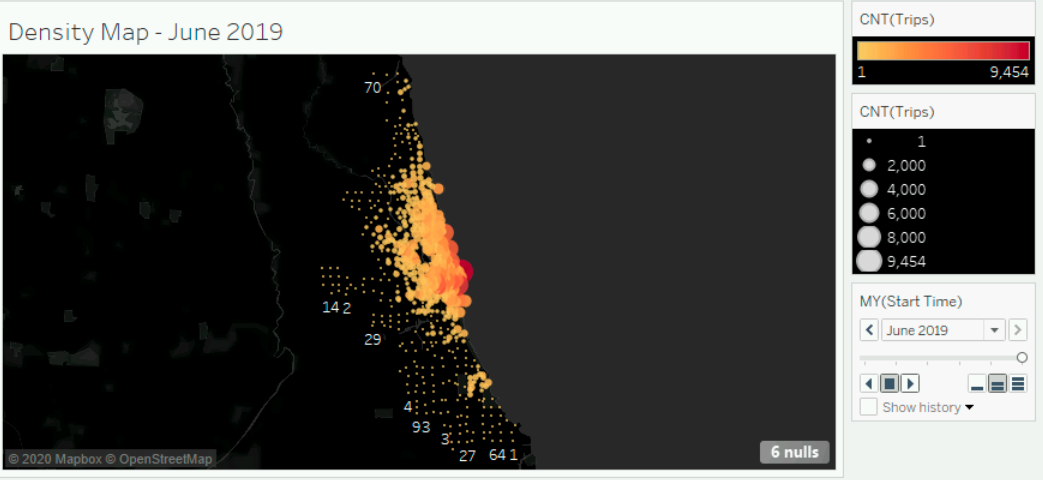 Density Map - June 2019
70
14 2
29
4
93
3
27 64 1
© 2020 Mapbox © OpenStreetMap
6 nulls
CNT(Trips)
1 9,454
CNT(Trips)
1
2,000
4,000
6,000
8,000
9,454
MY(Start Time)
June 2019
Show history